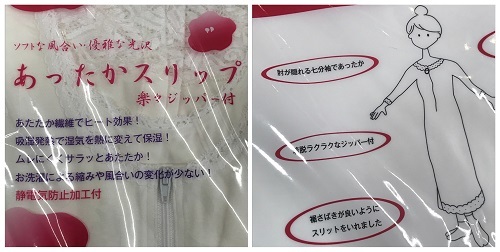 ソフトな風合い・優雅な光沢
あったかスリップ
楽々ジッパー付
あたたか繊維でヒート効果！
吸湿発熱で湿気を熱に変えて保湿！
ムレにくくサラッとあたたか！
お洗濯による縮みや風合いの変化が少ない！
静電気防止加工付
肘が隠れる七分袖であったか
脱ラクラクなジッパー付
裾さばきが良いように
スリットをいれました